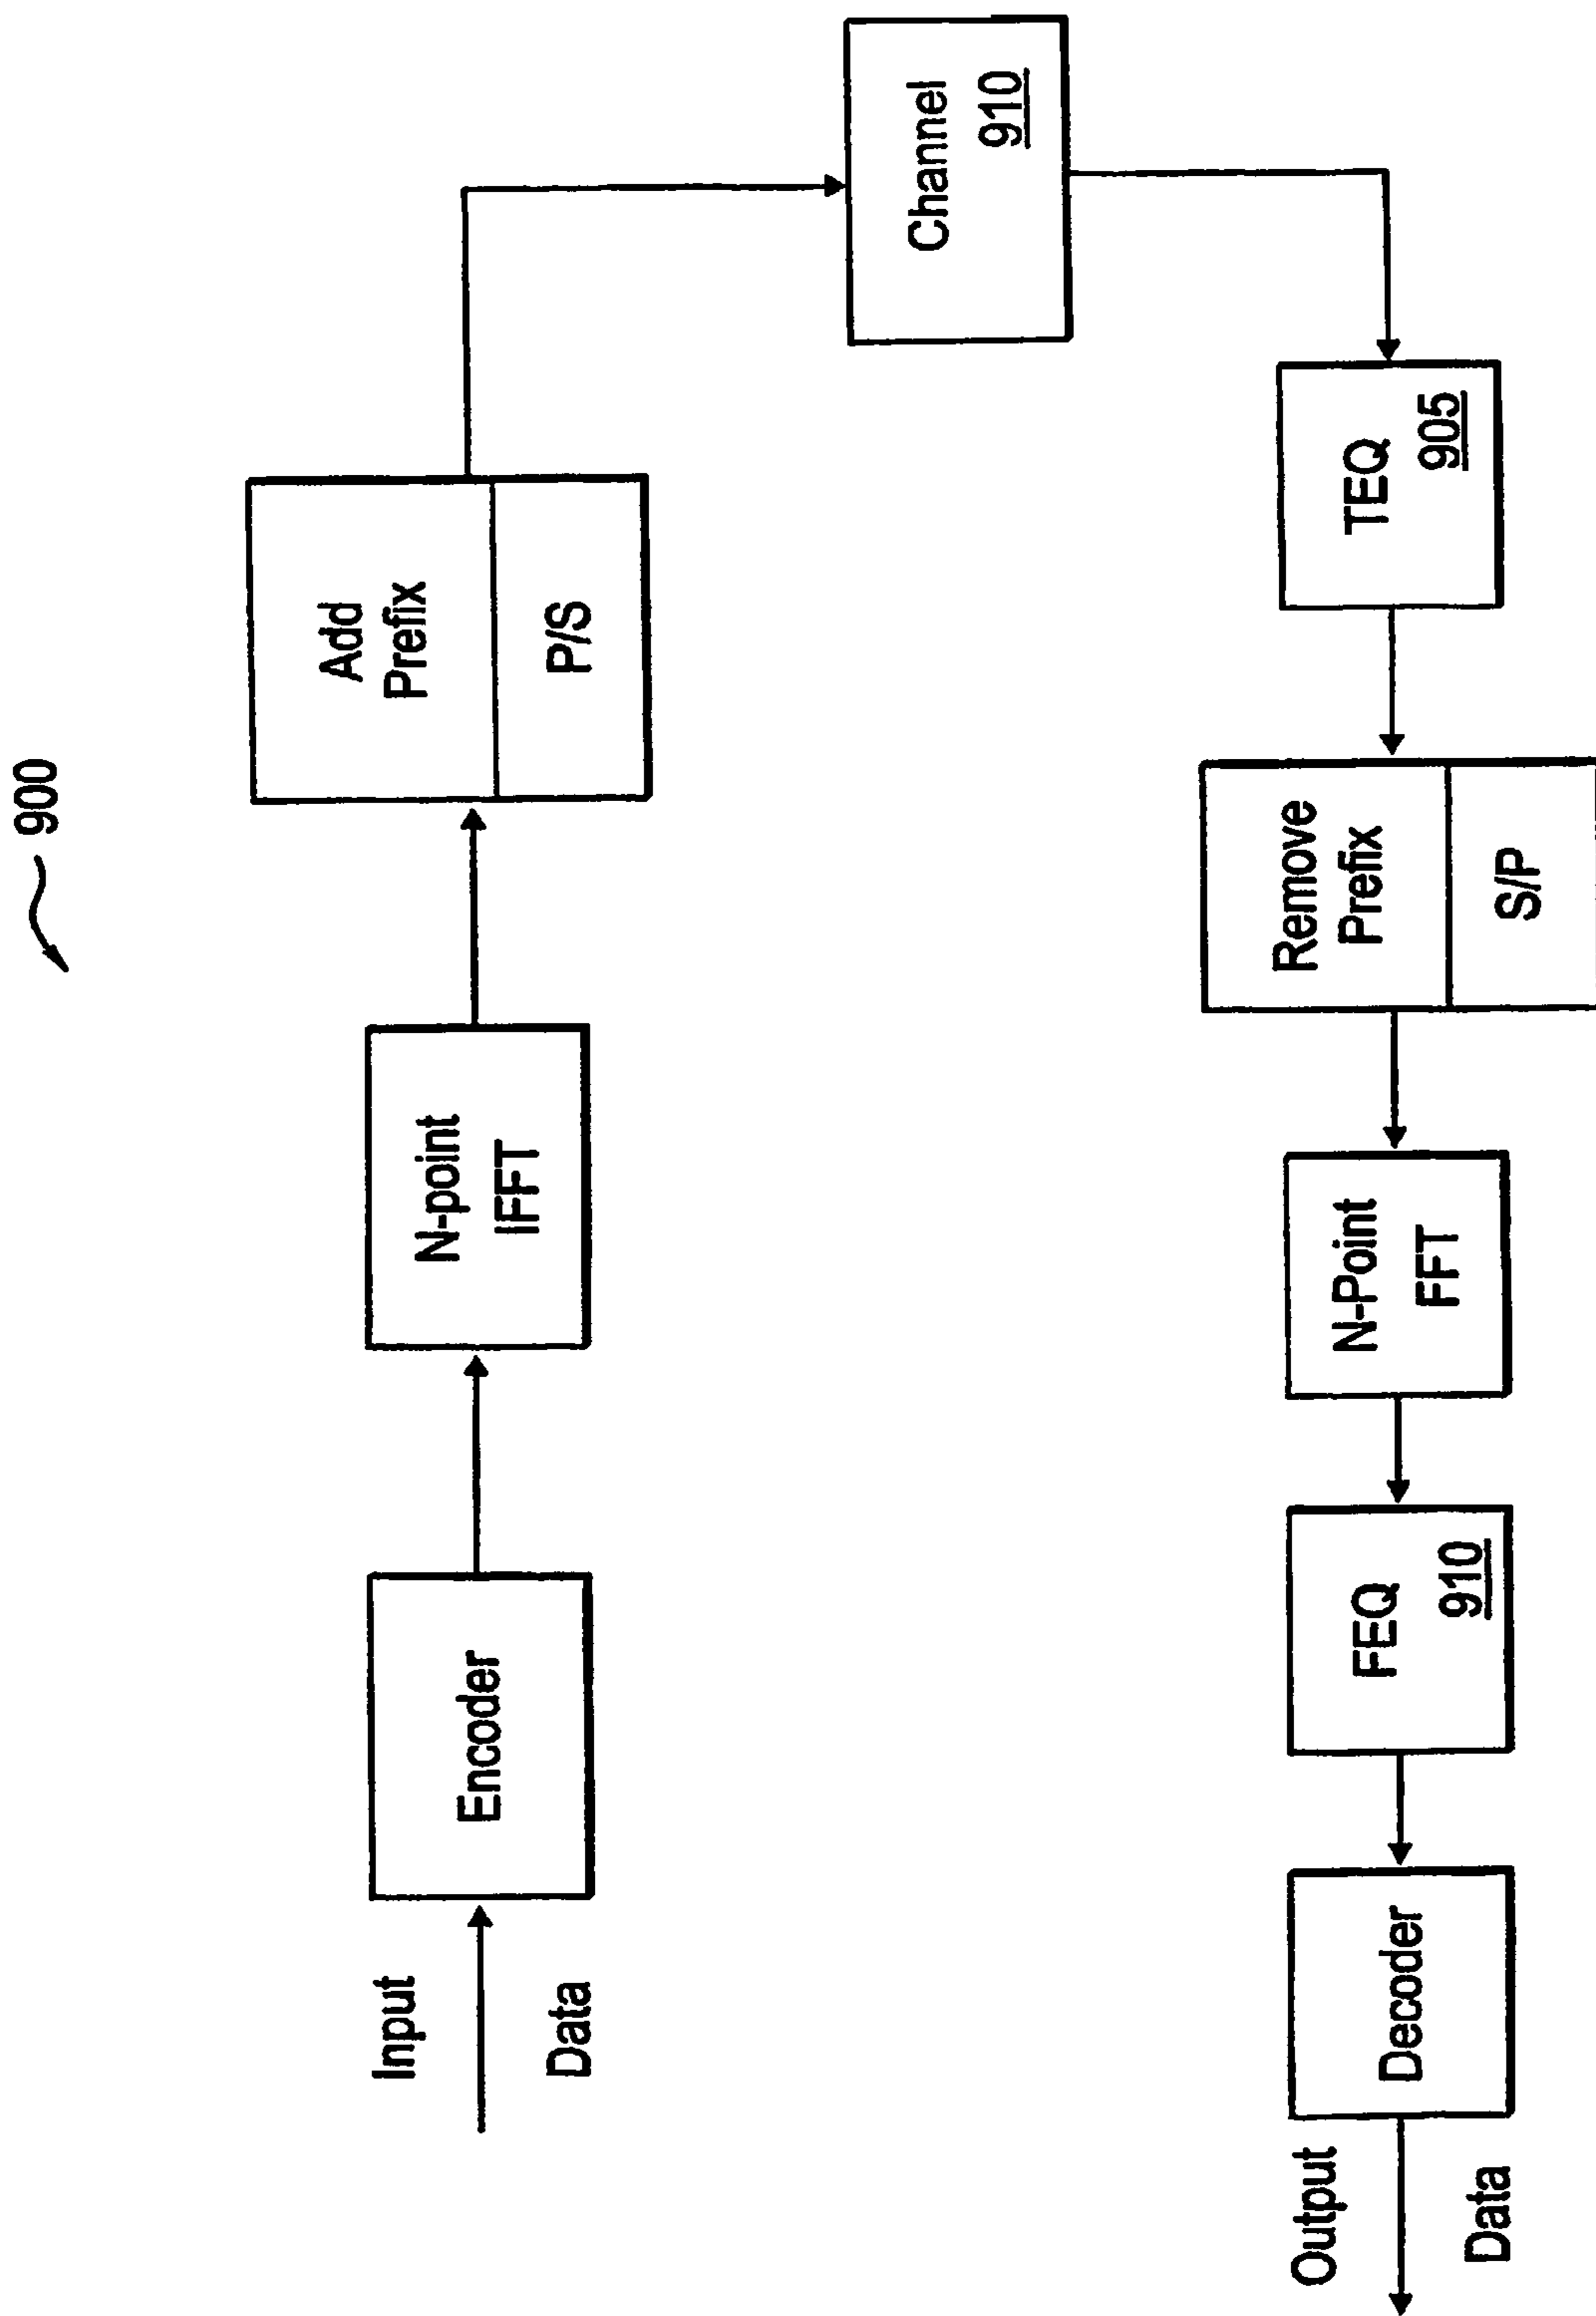 900
Input
Data
Encoder
N-point
IFFT
Add
Prefix
P/S
Channel
910
TEQ
905
Remove
Prefix
S/P
N-Point
FFT
FEQ
910
Decoder
Output
Data